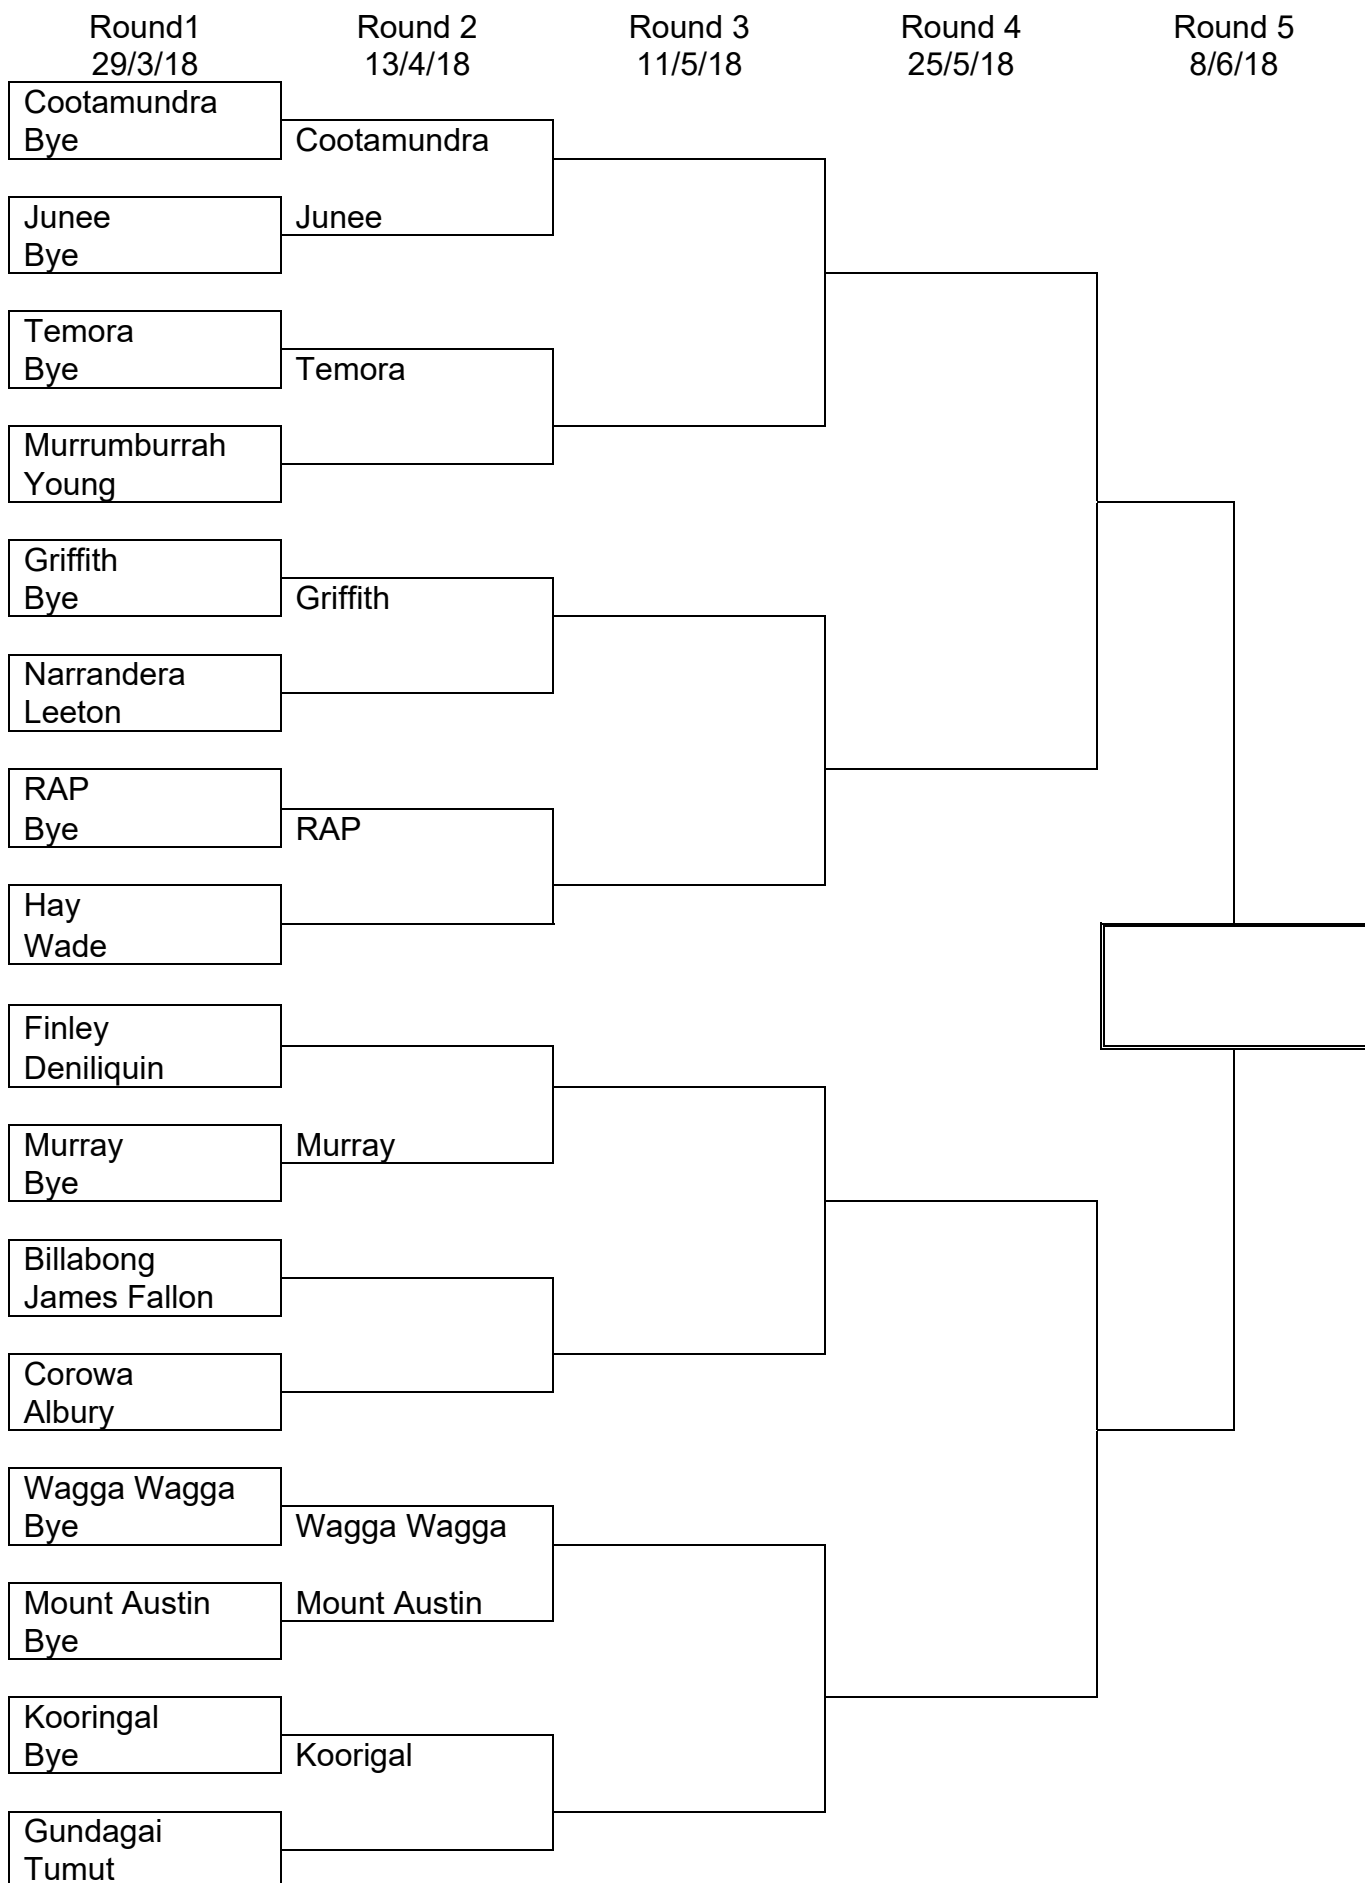 Round1 Round 2 Round 3 Round 4 Round 5
29/3/18 13/4/18 11/5/18 25/5/18 8/6/18
Cootamundra
Bye Cootamundra
Junee Junee
Bye
Temora
Bye Temora
Murrumburrah
Young
Griffith
Bye Griffith
Narrandera
Leeton
RAP
Bye RAP
Hay
Wade
Finley
Deniliquin
Murray Murray
Bye
Billabong
James Fallon
Corowa
Albury
Wagga Wagga
Bye Wagga Wagga
Mount Austin Mount Austin
Bye
Kooringal
Bye Koorigal
Gundagai
Tumut